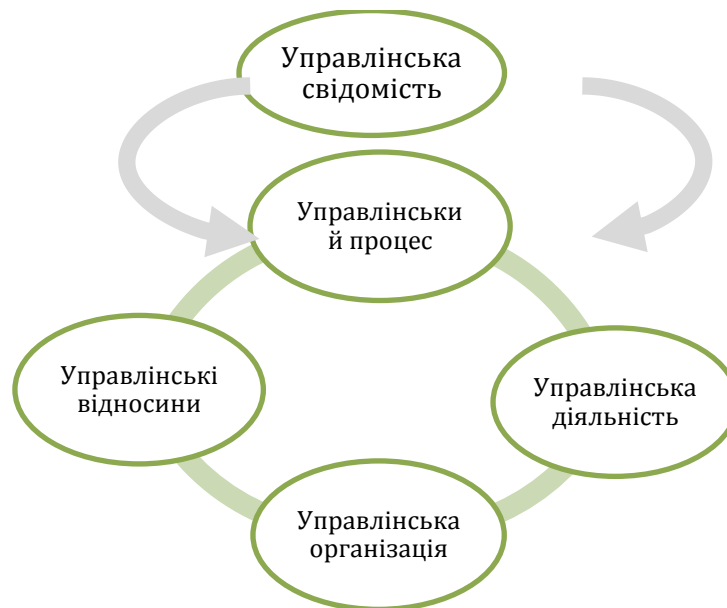 Управлінська
свідомість
Управлінськи
й процес
Управлінські
відносини
Управлінська
діяльність
Управлінська
організація